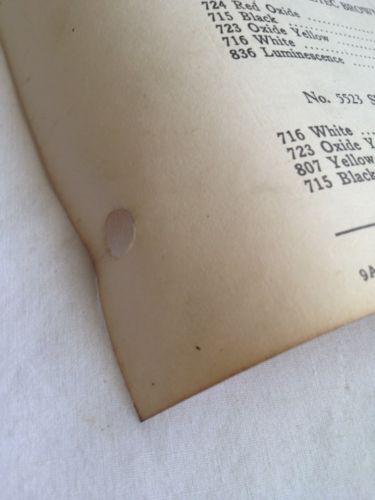 BROWN
724 Red Oxide
715 Black
723 Oxide Yellow
716 White
836 Luminescence
No. 5523
716 White
723 Oxide
807 Yellow
715 Black